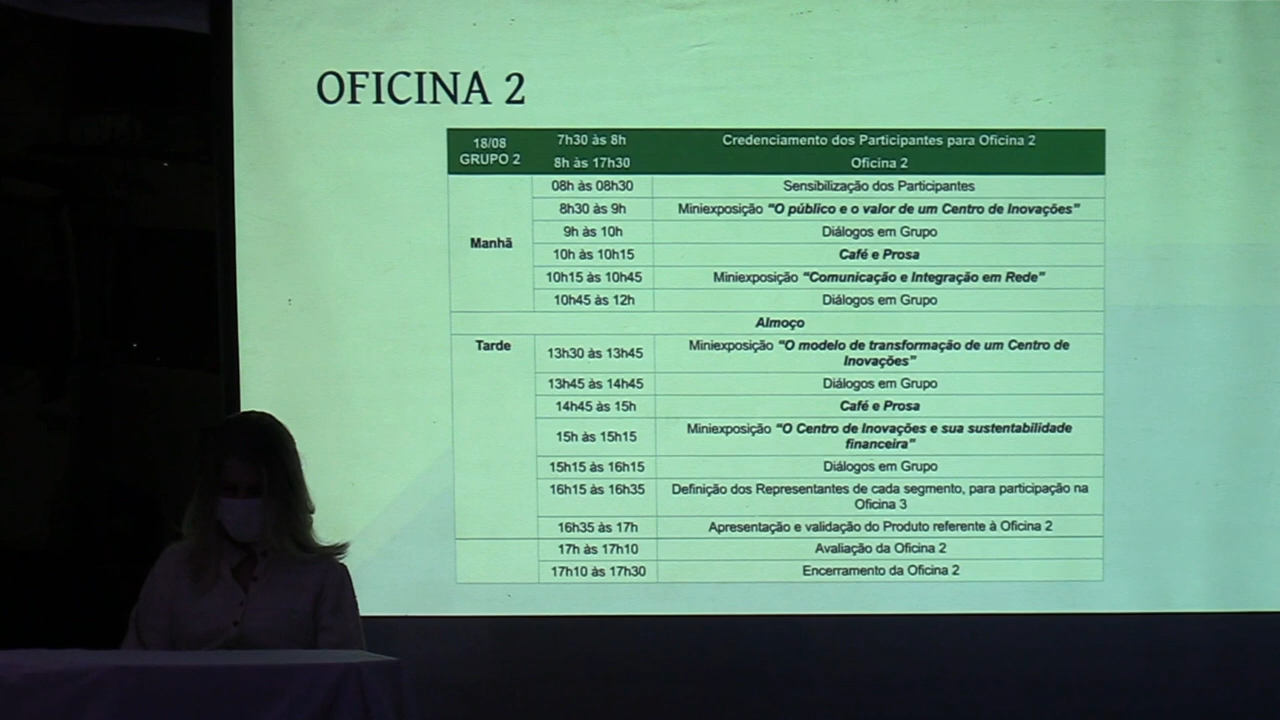 OFICINA 2
18/08 7h30 às 8h Credenciamento dos Participantes para Oficina 2
GRUPO 2 8h às 17h30 Oficina 2
08h às 08h30 Sensibilização dos Participantes
8h30 às 9h Miniexposição "O público e o valor de um Centro de Inovações"
9h às 10h Diálogos em Grupo
Manhã
10h às 10h15 Café e Prosa
10h15 às 10h45 Miniexposição "Comunicação e Integração em Rede"
10h45 às 12h Diálogos em Grupo
Almoço
Tarde 13h30 às 13h45 Miniexposição "O modelo de transformação de um Centro de
Inovações"
13h45 às 14h45 Diálogos em Grupo
14h45 às 15h Café e Prosa
15h às 15h15 Miniexposição "O Centro de Inovações e sua sustentabilidade
financeira"
15h15 às 16h15 Diálogos em Grupo
16h15 às 16h35 Definição dos Representantes de cada segmento, para participação na
Oficina 3
16h35 às 17h Apresentação e validação do Produto referente à Oficina 2
17h às 17h10 Avaliação da Oficina 2
17h10 às 17h30 Encerramento da Oficina 2